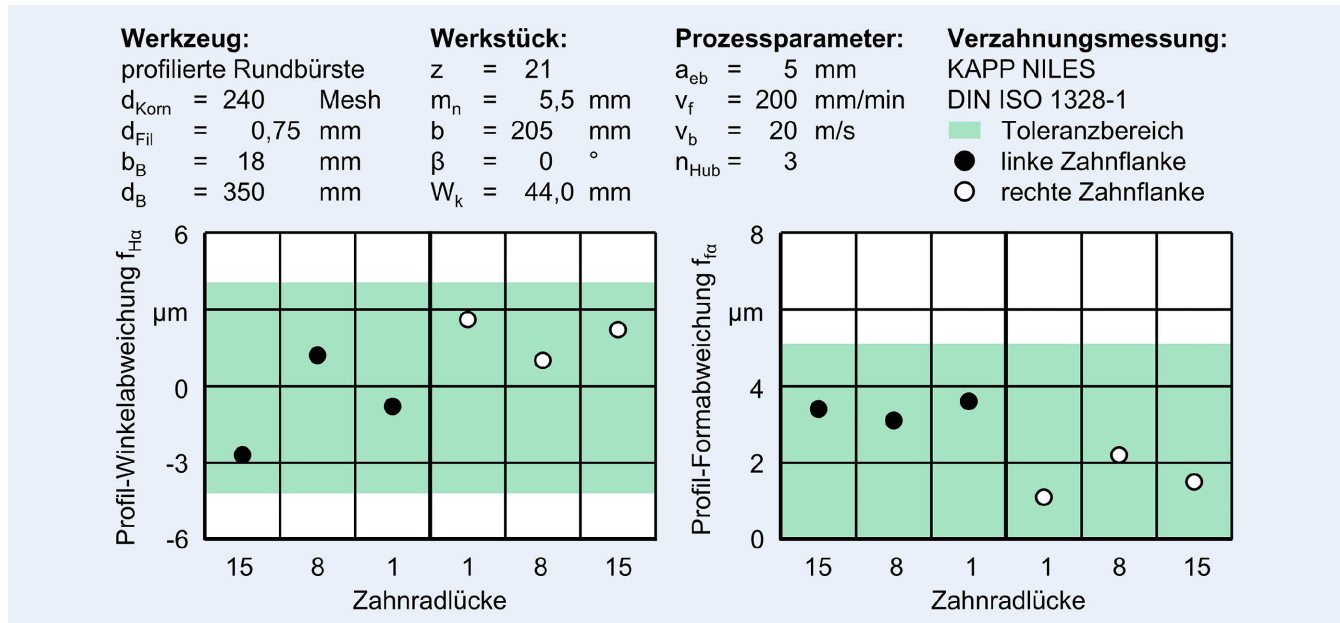 Werkzeug:
profilierte Rundbürste
dKorn = 240 Mesh
dFil = 0,75 mm
bB = 18 mm
dB = 350 mm
Werkstück:
z = 21
mn = 5,5 mm
b = 205 mm
β = 0 °
Wk = 44,0 mm
Prozessparameter:
aeb = 5 mm
vf = 200 mm/min
vb = 20 m/s
nHub = 3
Verzahnungsmessung:
KAPP NILES
DIN ISO 1328-1
Toleranzbereich
linke Zahnflanke
rechte Zahnflanke
Profil-Winkelabweichung fHα
6
µm
0
-3
-6
15 8 1 1 8 15
Zahnradlücke
Profil-Formabweichung ffα
8
µm
4
2
0
15 8 1 1 8 15
Zahnradlücke